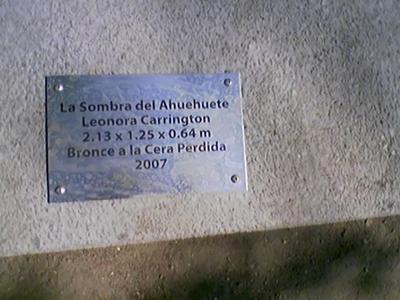 La Sombra del Ahuehuete
Leonora Carrington
2.13 x 1.25 x 0.64 m
Bronce a la Cera Perdida
2007